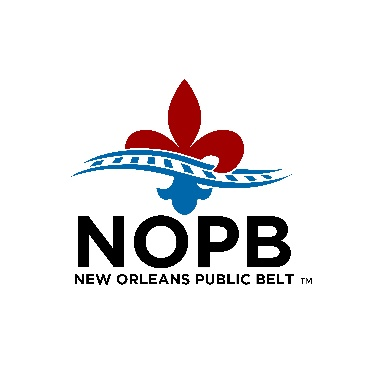 NOPB
NEW ORLEANS PUBLIC BELT ™